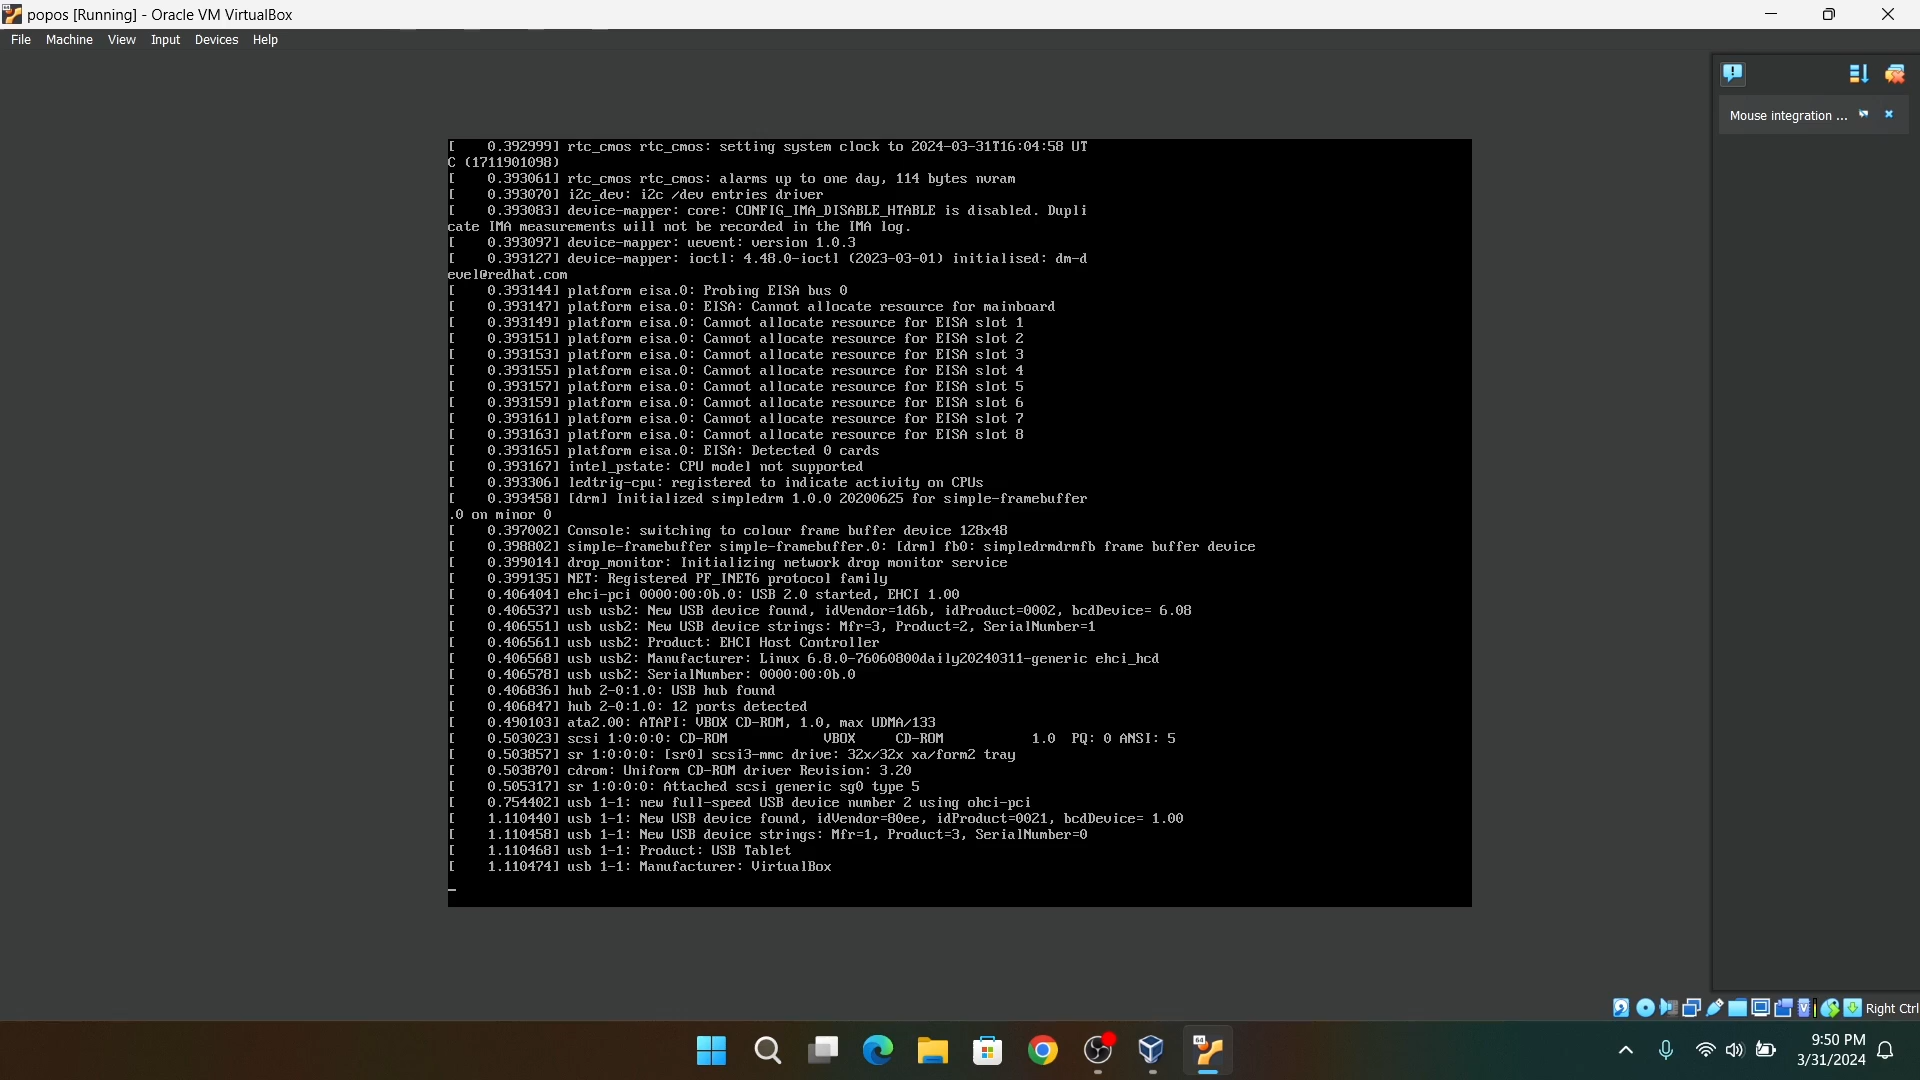 popos [Running] - Oracle VM VirtualBox
File Machine View Input Devices Help
Mouse integration ...
[    0.392999] rtc_cmos rtc_cmos: setting system clock to 2024-03-31T16:04:58 UT
C (1711901098)
[    0.393061] rtc_cmos rtc_cmos: alarms up to one day, 114 bytes nvram
[    0.393070] i2c_dev: i2c /dev entries driver
[    0.393083] device-mapper: core: CONFIG_IMA_DISABLE_HTABLE is disabled. Dupli
cate IMA measurements will not be recorded in the IMA log.
[    0.393097] device-mapper: uevent: version 1.0.3
[    0.393127] device-mapper: ioctl: 4.48.0-ioctl (2023-03-01) initialised: dm-d
evel@redhat.com
[    0.393144] platform eisa.0: Probing EISA bus 0
[    0.393147] platform eisa.0: EISA: Cannot allocate resource for mainboard
[    0.393149] platform eisa.0: Cannot allocate resource for EISA slot 1
[    0.393151] platform eisa.0: Cannot allocate resource for EISA slot 2
[    0.393153] platform eisa.0: Cannot allocate resource for EISA slot 3
[    0.393155] platform eisa.0: Cannot allocate resource for EISA slot 4
[    0.393157] platform eisa.0: Cannot allocate resource for EISA slot 5
[    0.393159] platform eisa.0: Cannot allocate resource for EISA slot 6
[    0.393161] platform eisa.0: Cannot allocate resource for EISA slot 7
[    0.393163] platform eisa.0: Cannot allocate resource for EISA slot 8
[    0.393165] platform eisa.0: EISA: Detected 0 cards
[    0.393167] intel_pstate: CPU model not supported
[    0.393306] ledtrig-cpu: registered to indicate activity on CPUs
[    0.393458] [drm] Initialized simpledrm 1.0.0 20200625 for simple-framebuffer
.0 on minor 0
[    0.397002] Console: switching to colour frame buffer device 128x48
[    0.398802] simple-framebuffer simple-framebuffer.0: [drm] fb0: simpledrmdrmfb frame buffer device
[    0.399014] drop_monitor: Initializing network drop monitor service
[    0.399135] NET: Registered PF_INET6 protocol family
[    0.406404] ehci-pci 0000:00:0b.0: USB 2.0 started, EHCI 1.00
[    0.406537] usb usb2: New USB device found, idVendor=1d6b, idProduct=0002, bcdDevice= 6.08
[    0.406551] usb usb2: New USB device strings: Mfr=3, Product=2, SerialNumber=1
[    0.406561] usb usb2: Product: EHCI Host Controller
[    0.406568] usb usb2: Manufacturer: Linux 6.8.0-76060800daily20240311-generic ehci_hcd
[    0.406578] usb usb2: SerialNumber: 0000:00:0b.0
[    0.406836] hub 2-0:1.0: USB hub found
[    0.406847] hub 2-0:1.0: 12 ports detected
[    0.490103] ata2.00: ATAPI: VBOX CD-ROM, 1.0, max UDMA/133
[    0.503023] scsi 1:0:0:0: CD-ROM            VBOX     CD-ROM           1.0  PQ: 0 ANSI: 5
[    0.503857] sr 1:0:0:0: [sr0] scsi3-mmc drive: 32x/32x xa/form2 tray
[    0.503870] cdrom: Uniform CD-ROM driver Revision: 3.20
[    0.505317] sr 1:0:0:0: Attached scsi generic sg0 type 5
[    0.754402] usb 1-1: new full-speed USB device number 2 using ohci-pci
[    1.110440] usb 1-1: New USB device found, idVendor=80ee, idProduct=0021, bcdDevice= 1.00
[    1.110458] usb 1-1: New USB device strings: Mfr=1, Product=3, SerialNumber=0
[    1.110468] usb 1-1: Product: USB Tablet
[    1.110474] usb 1-1: Manufacturer: VirtualBox
Right Ctrl
64
9:50 PM
3/31/2024